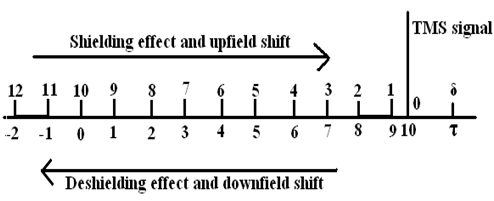 TMS signal
Shielding effect and upfield shift
12 11 10 9 8 7 6 5 4 3 2 1 0 δ
-2 -1 0 1 2 3 4 5 6 7 8 9 10 τ
Deshielding effect and downfield shift